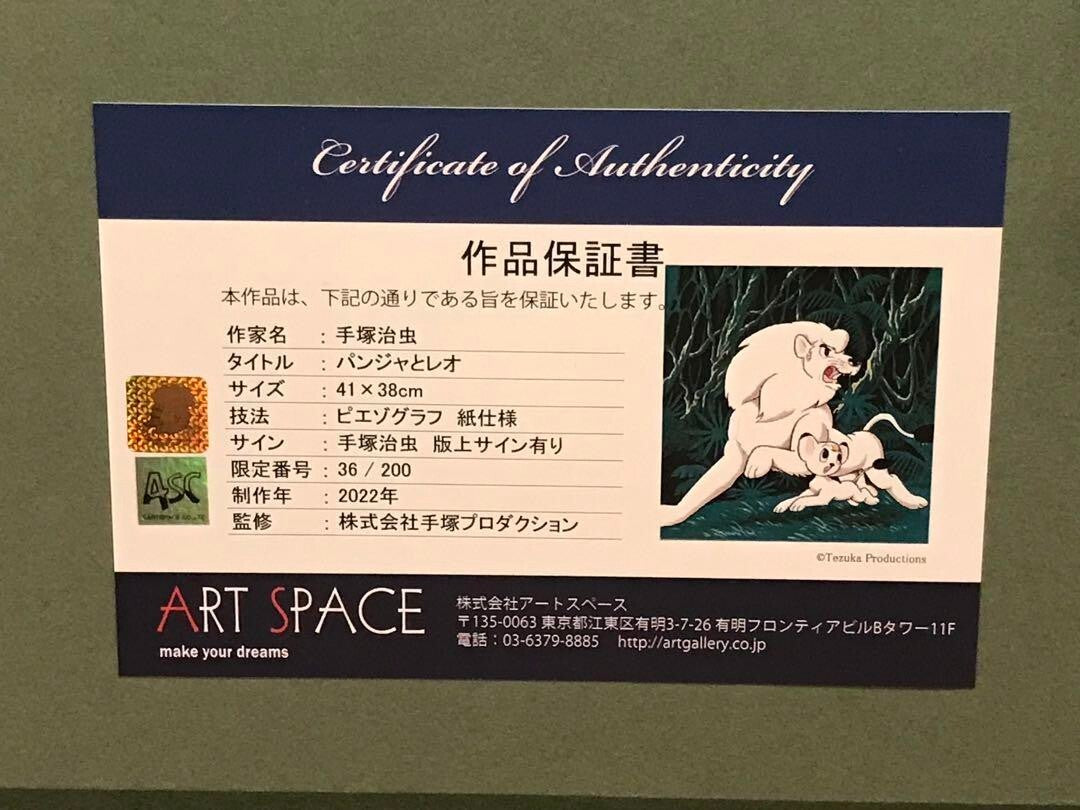 Certificate of Authenticity
作品保証書
本作品は、下記の通りである旨を保証いたします。
作家名 : 手塚治虫
タイトル : パンジャとレオ
サイズ : 41×38cm
技法 : ピエゾグラフ 紙仕様
サイン : 手塚治虫 版上サイン有り
限定番号 : 36 / 200
制作年 : 2022年
監修 : 株式会社手塚プロダクション
ASC
©Tezuka Productions
ART SPACE
make your dreams
株式会社アートスペース
〒135-0063 東京都江東区有明3-7-26 有明フロンティアビルBタワー11F
電話：03-6379-8885 http://artgallery.co.jp